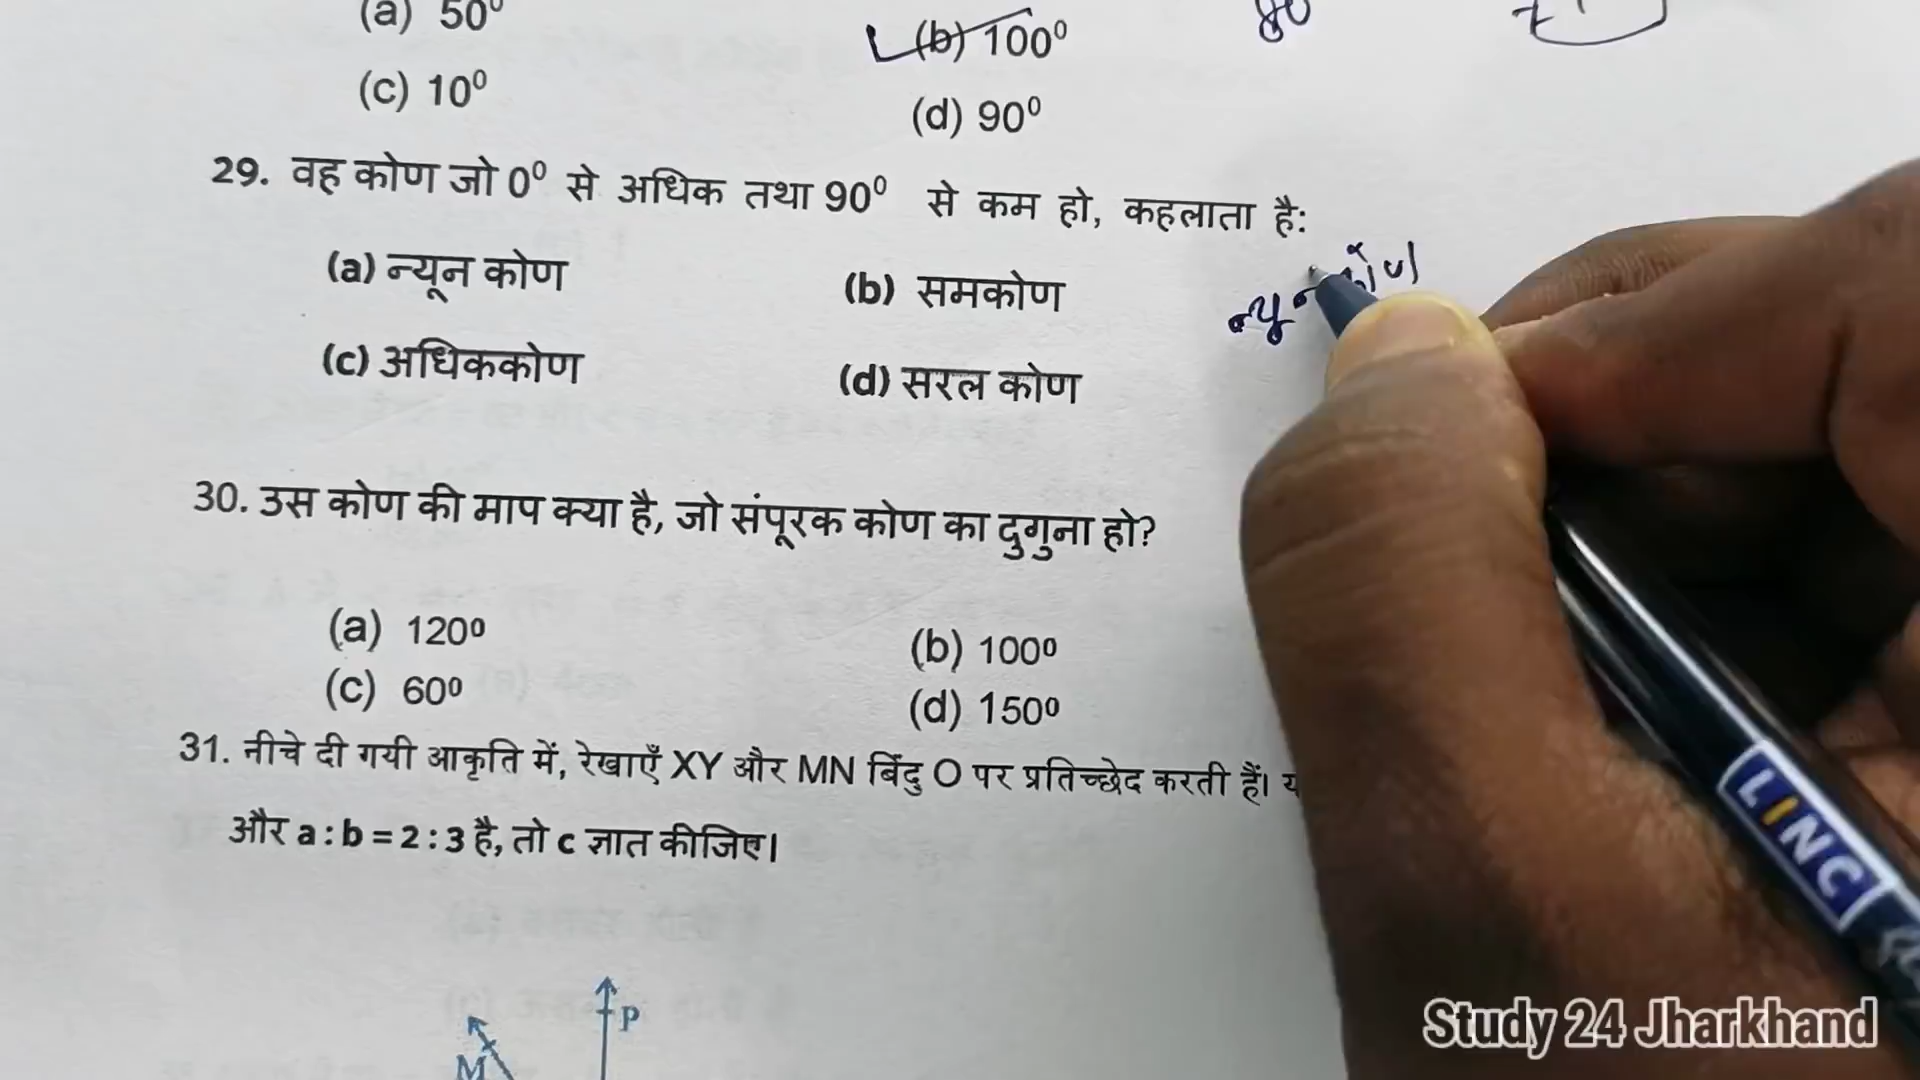 (a) 50⁰
(b) 100⁰
80
(c) 10⁰
(d) 90⁰
29. वह कोण जो 0⁰ से अधिक तथा 90⁰ से कम हो, कहलाता है:
(a) न्यून कोण
(b) समकोण
(c) अधिककोण
(d) सरल कोण
30. उस कोण की माप क्या है, जो संपूरक कोण का दुगुना हो?
(a) 120⁰
(b) 100⁰
(c) 60⁰
(d) 150⁰
31. नीचे दी गयी आकृति में, रेखाएँ XY और MN बिंदु O पर प्रतिच्छेद करती हैं।
और a : b = 2 : 3 है, तो c ज्ञात कीजिए।
P
M
LINC
Study 24 Jharkhand